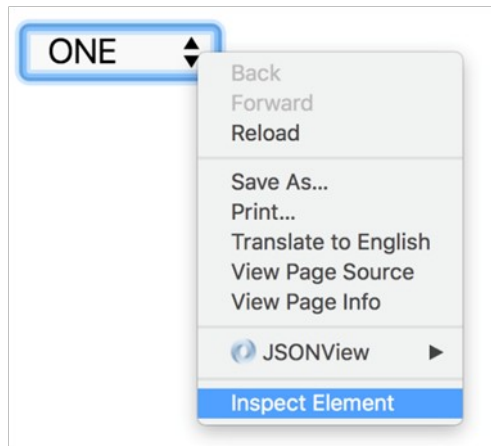 ONE
Back
Forward
Reload
Save As...
Print...
Translate to English
View Page Source
View Page Info
JSONView
Inspect Element